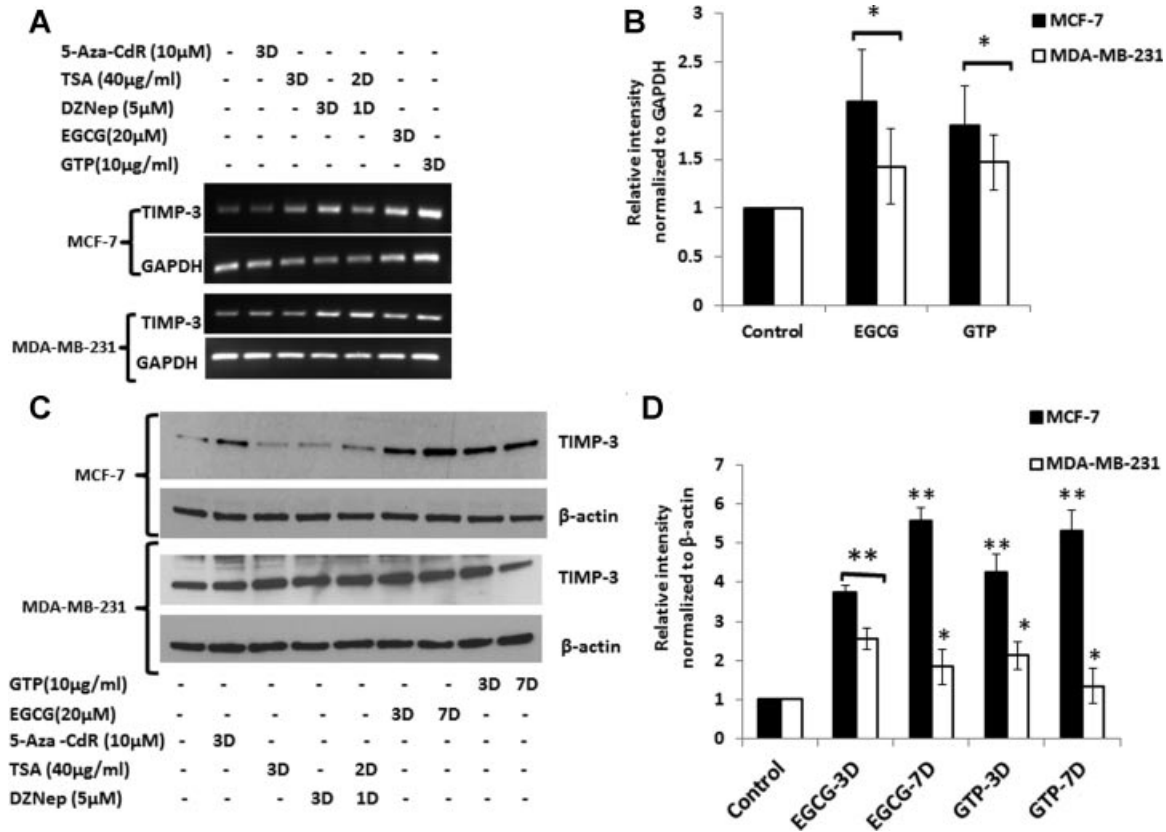 A
5-Aza-CdR (10μM) - 3D - - - - -
TSA (40μg/ml) - - 3D - 2D - -
DZNep (5μM) - - - 3D 1D - -
EGCG(20μM) - - - - - 3D -
GTP(10μg/ml) - - - - - - 3D
MCF-7
TIMP-3
GAPDH
MDA-MB-231
TIMP-3
GAPDH
B
MCF-7
MDA-MB-231
Relative intensity
normalized to GAPDH
3
2.5
2
1.5
1
0.5
0
* *
Control EGCG GTP
C
MCF-7
TIMP-3
β-actin
MDA-MB-231
TIMP-3
β-actin
GTP(10μg/ml) - - - - - - - 3D 7D
EGCG(20μM) - - - - - 3D 7D - -
5-Aza -CdR (10μM) - 3D - - - - - - -
TSA (40μg/ml) - - 3D - 2D - - - -
DZNep (5μM) - - - 3D 1D - - - -
D
MCF-7
MDA-MB-231
Relative intensity
normalized to β-actin
7
6
5
4
3
2
1
0
** ** * ** * ** *
Control EGCG-3D EGCG-7D GTP-3D GTP-7D